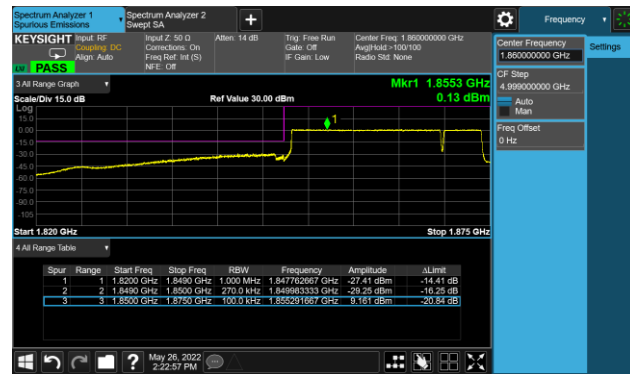 Spectrum Analyzer 1
Spurious Emissions
Spectrum Analyzer 2
Swept SA
+
Frequency
KEYSIGHT
Input: RF
Coupling: DC
Align: Auto
Input Z: 50 Ω
Corrections: On
Freq Ref: Int (S)
NFE: Off
Atten: 14 dB
Trig: Free Run
Gate: Off
IF Gain: Low
Center Freq: 1.860000000 GHz
Avg|Hold:>100/100
Radio Std: None
LM PASS
Center Frequency
1.860000000 GHz
Settings
CF Step
4.999000000 GHz
Auto
Man
Freq Offset
0 Hz
3 All Range Graph
Mkr1 1.8553 GHz
Scale/Div 15.0 dB
Ref Value 30.00 dBm
0.13 dBm
Log
15.0
0.00
-15.0
-30.0
-45.0
-60.0
-75.0
-90.0
-105
1
Start 1.820 GHz
Stop 1.875 GHz
4 All Range Table
Spur Range Start Freq Stop Freq RBW Frequency Amplitude ΔLimit
1 1 1.8200 GHz 1.8490 GHz 1.000 MHz 1.847762667 GHz -27.41 dBm -14.41 dB
2 2 1.8490 GHz 1.8500 GHz 270.0 kHz 1.849983333 GHz -29.25 dBm -16.25 dB
3 3 1.8500 GHz 1.8750 GHz 100.0 kHz 1.855291667 GHz 9.161 dBm -20.84 dB
?
May 26, 2022
2:22:57 PM